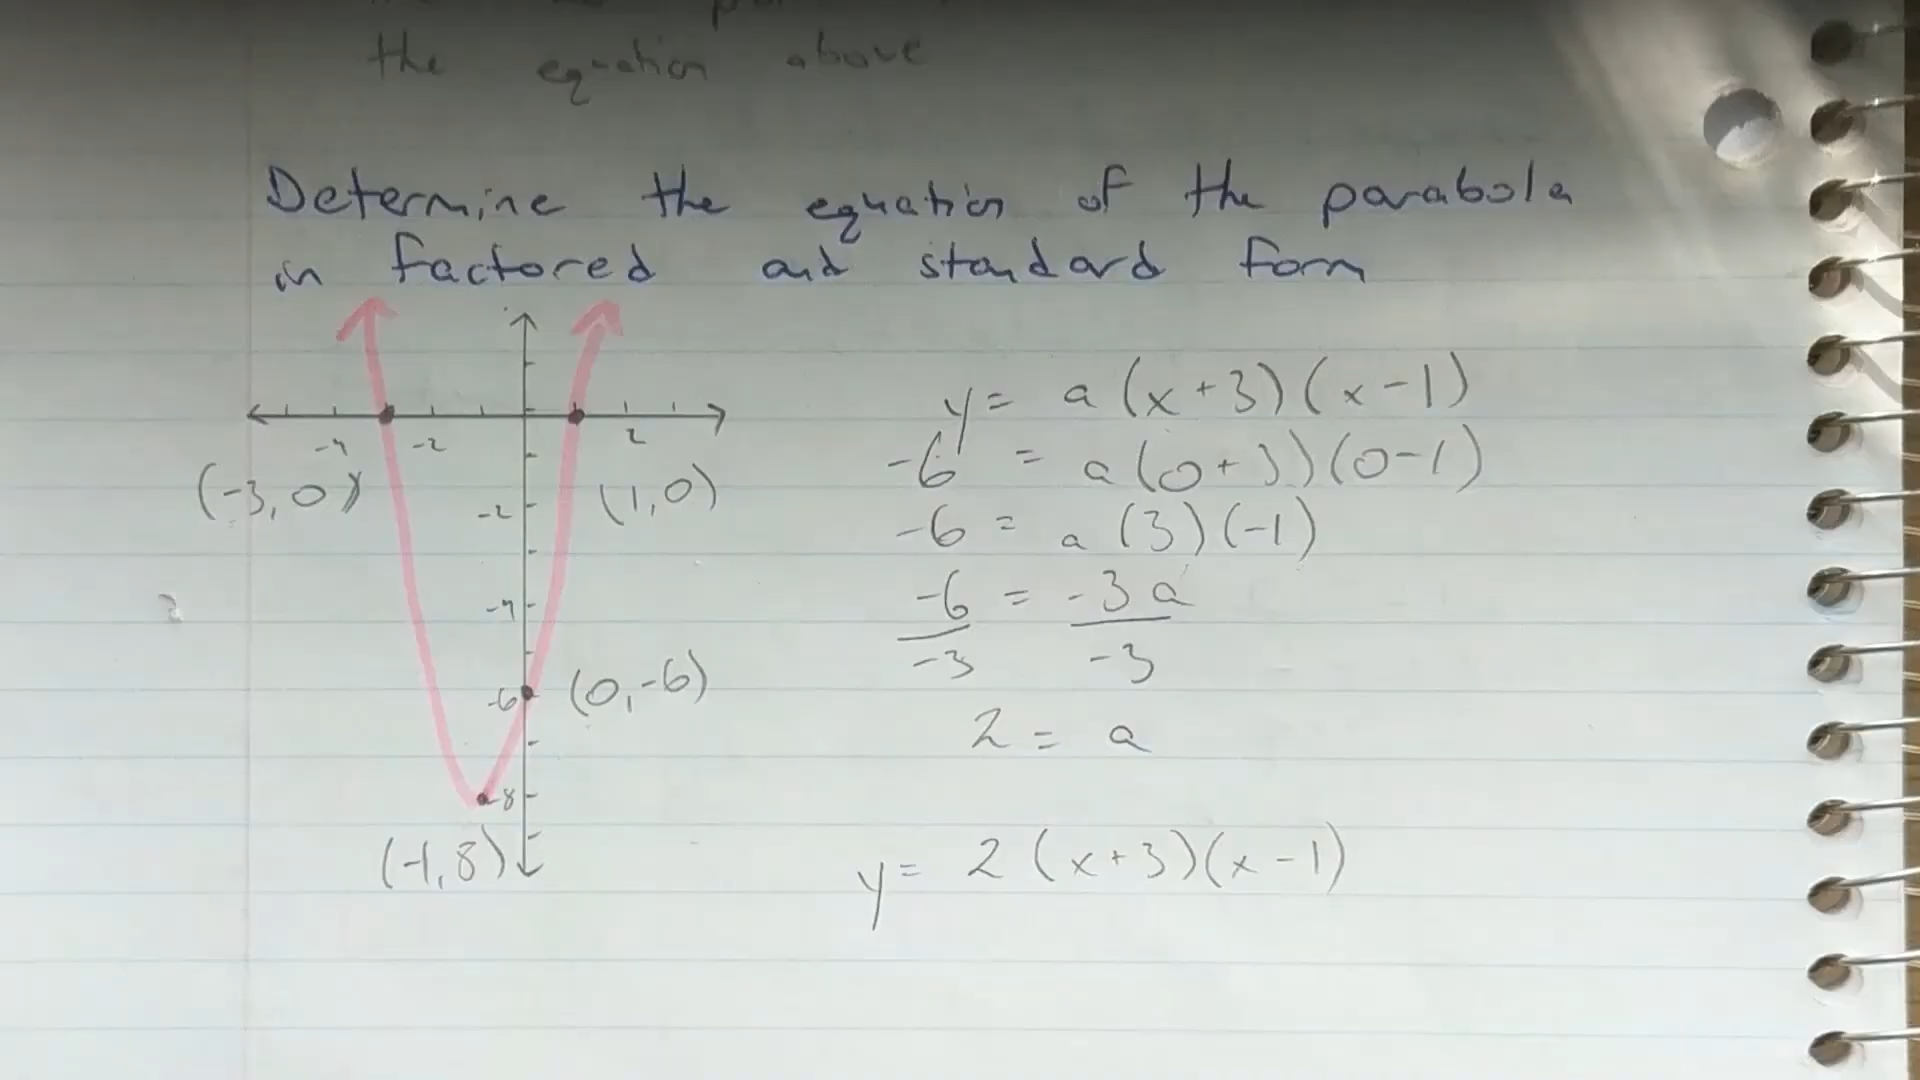 the equation above
Determine the equation of the parabola
in factored and standard form
-4 -2 2
(-3, 0) (1, 0)
-2
-4
-6 (0, -6)
-8
(-1, 8)
y = a (x + 3) (x - 1)
-6 = a (0 + 3) (0 - 1)
-6 = a (3) (-1)
-6 = -3a
-3 -3
2 = a
y = 2 (x + 3) (x - 1)